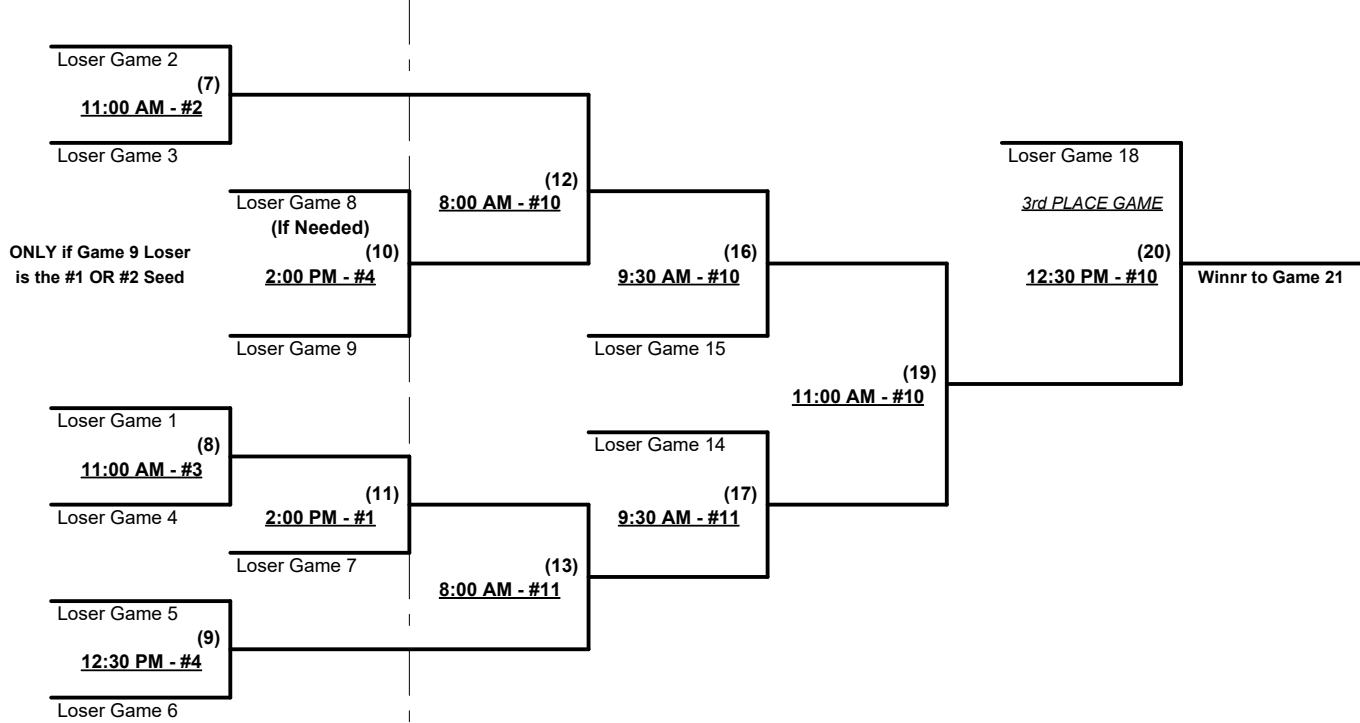 Loser Game 2
(7)
11:00 AM - #2
Loser Game 3
Loser Game 18
(12)
8:00 AM - #10
Loser Game 8
(If Needed)
3rd PLACE GAME
ONLY if Game 9 Loser
is the #1 OR #2 Seed
(10)
2:00 PM - #4
(16)
9:30 AM - #10
(20)
12:30 PM - #10
Winnr to Game 21
Loser Game 9
Loser Game 15
(19)
11:00 AM - #10
Loser Game 1
(8)
11:00 AM - #3
Loser Game 14
Loser Game 4
(11)
2:00 PM - #1
(17)
9:30 AM - #11
Loser Game 7
(13)
8:00 AM - #11
Loser Game 5
(9)
12:30 PM - #4
Loser Game 6